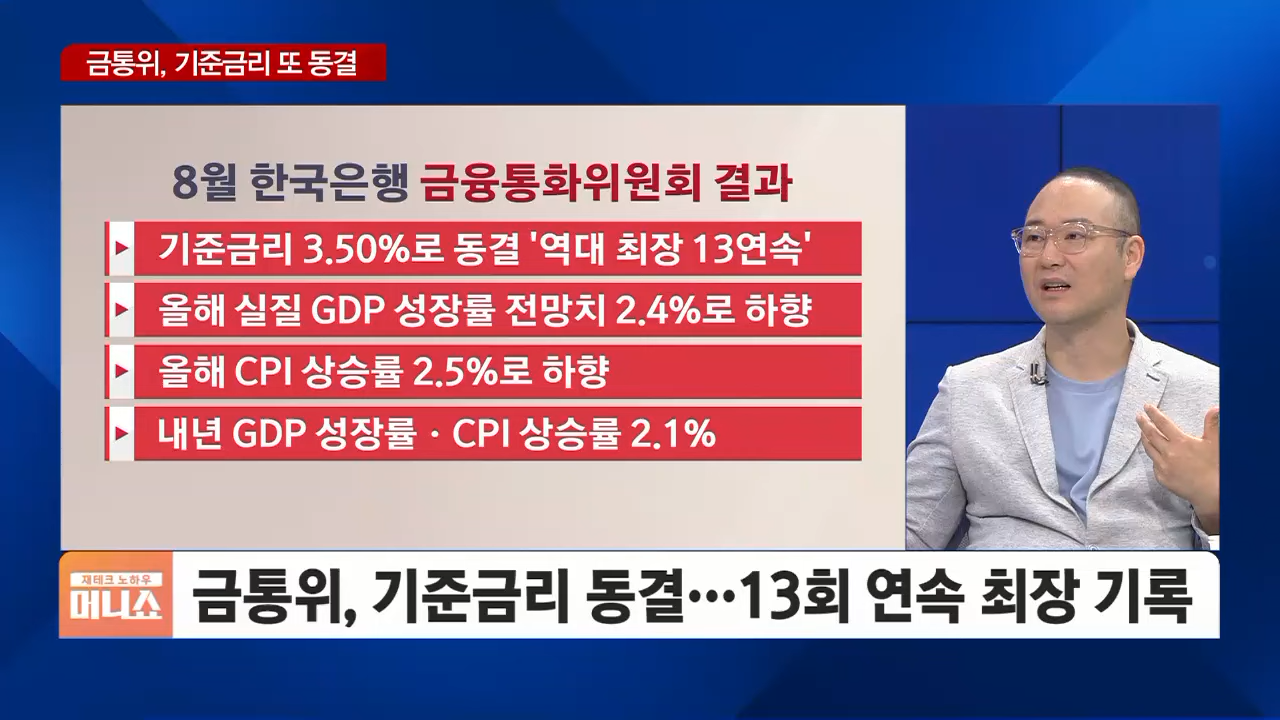 금통위, 기준금리 또 동결
8월 한국은행 금융통화위원회 결과
▶ 기준금리 3.50%로 동결 '역대 최장 13연속'
▶ 올해 실질 GDP 성장률 전망치 2.4%로 하향
▶ 올해 CPI 상승률 2.5%로 하향
▶ 내년 GDP 성장률·CPI 상승률 2.1%
재테크 노하우
머니쇼
금통위, 기준금리 동결…13회 연속 최장 기록